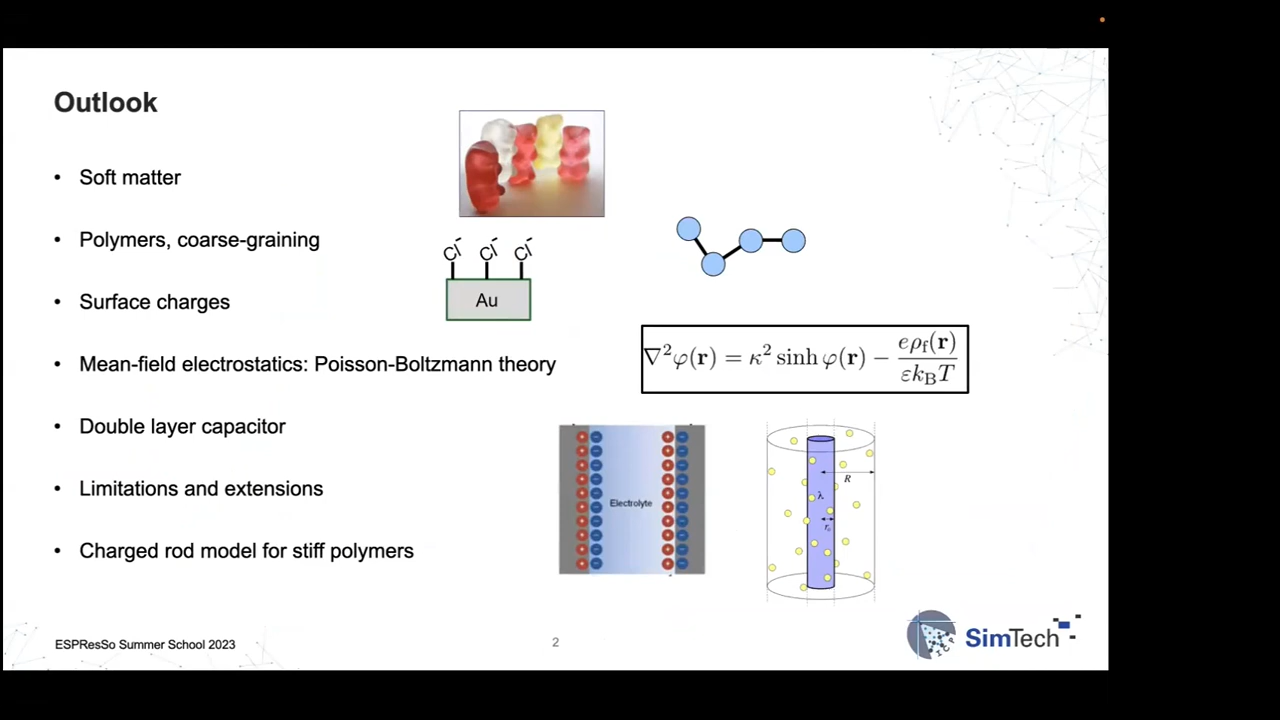 Outlook
• Soft matter
• Polymers, coarse-graining
Cl⁻ Cl⁻ Cl⁻
• Surface charges
Au
• Mean-field electrostatics: Poisson-Boltzmann theory
∇²φ(r) = κ² sinh φ(r) − eρf(r) / εkBT
• Double layer capacitor
• Limitations and extensions
Electrolyte
R
λ
• Charged rod model for stiff polymers
ESPResSo Summer School 2023
2
ICP
SimTech